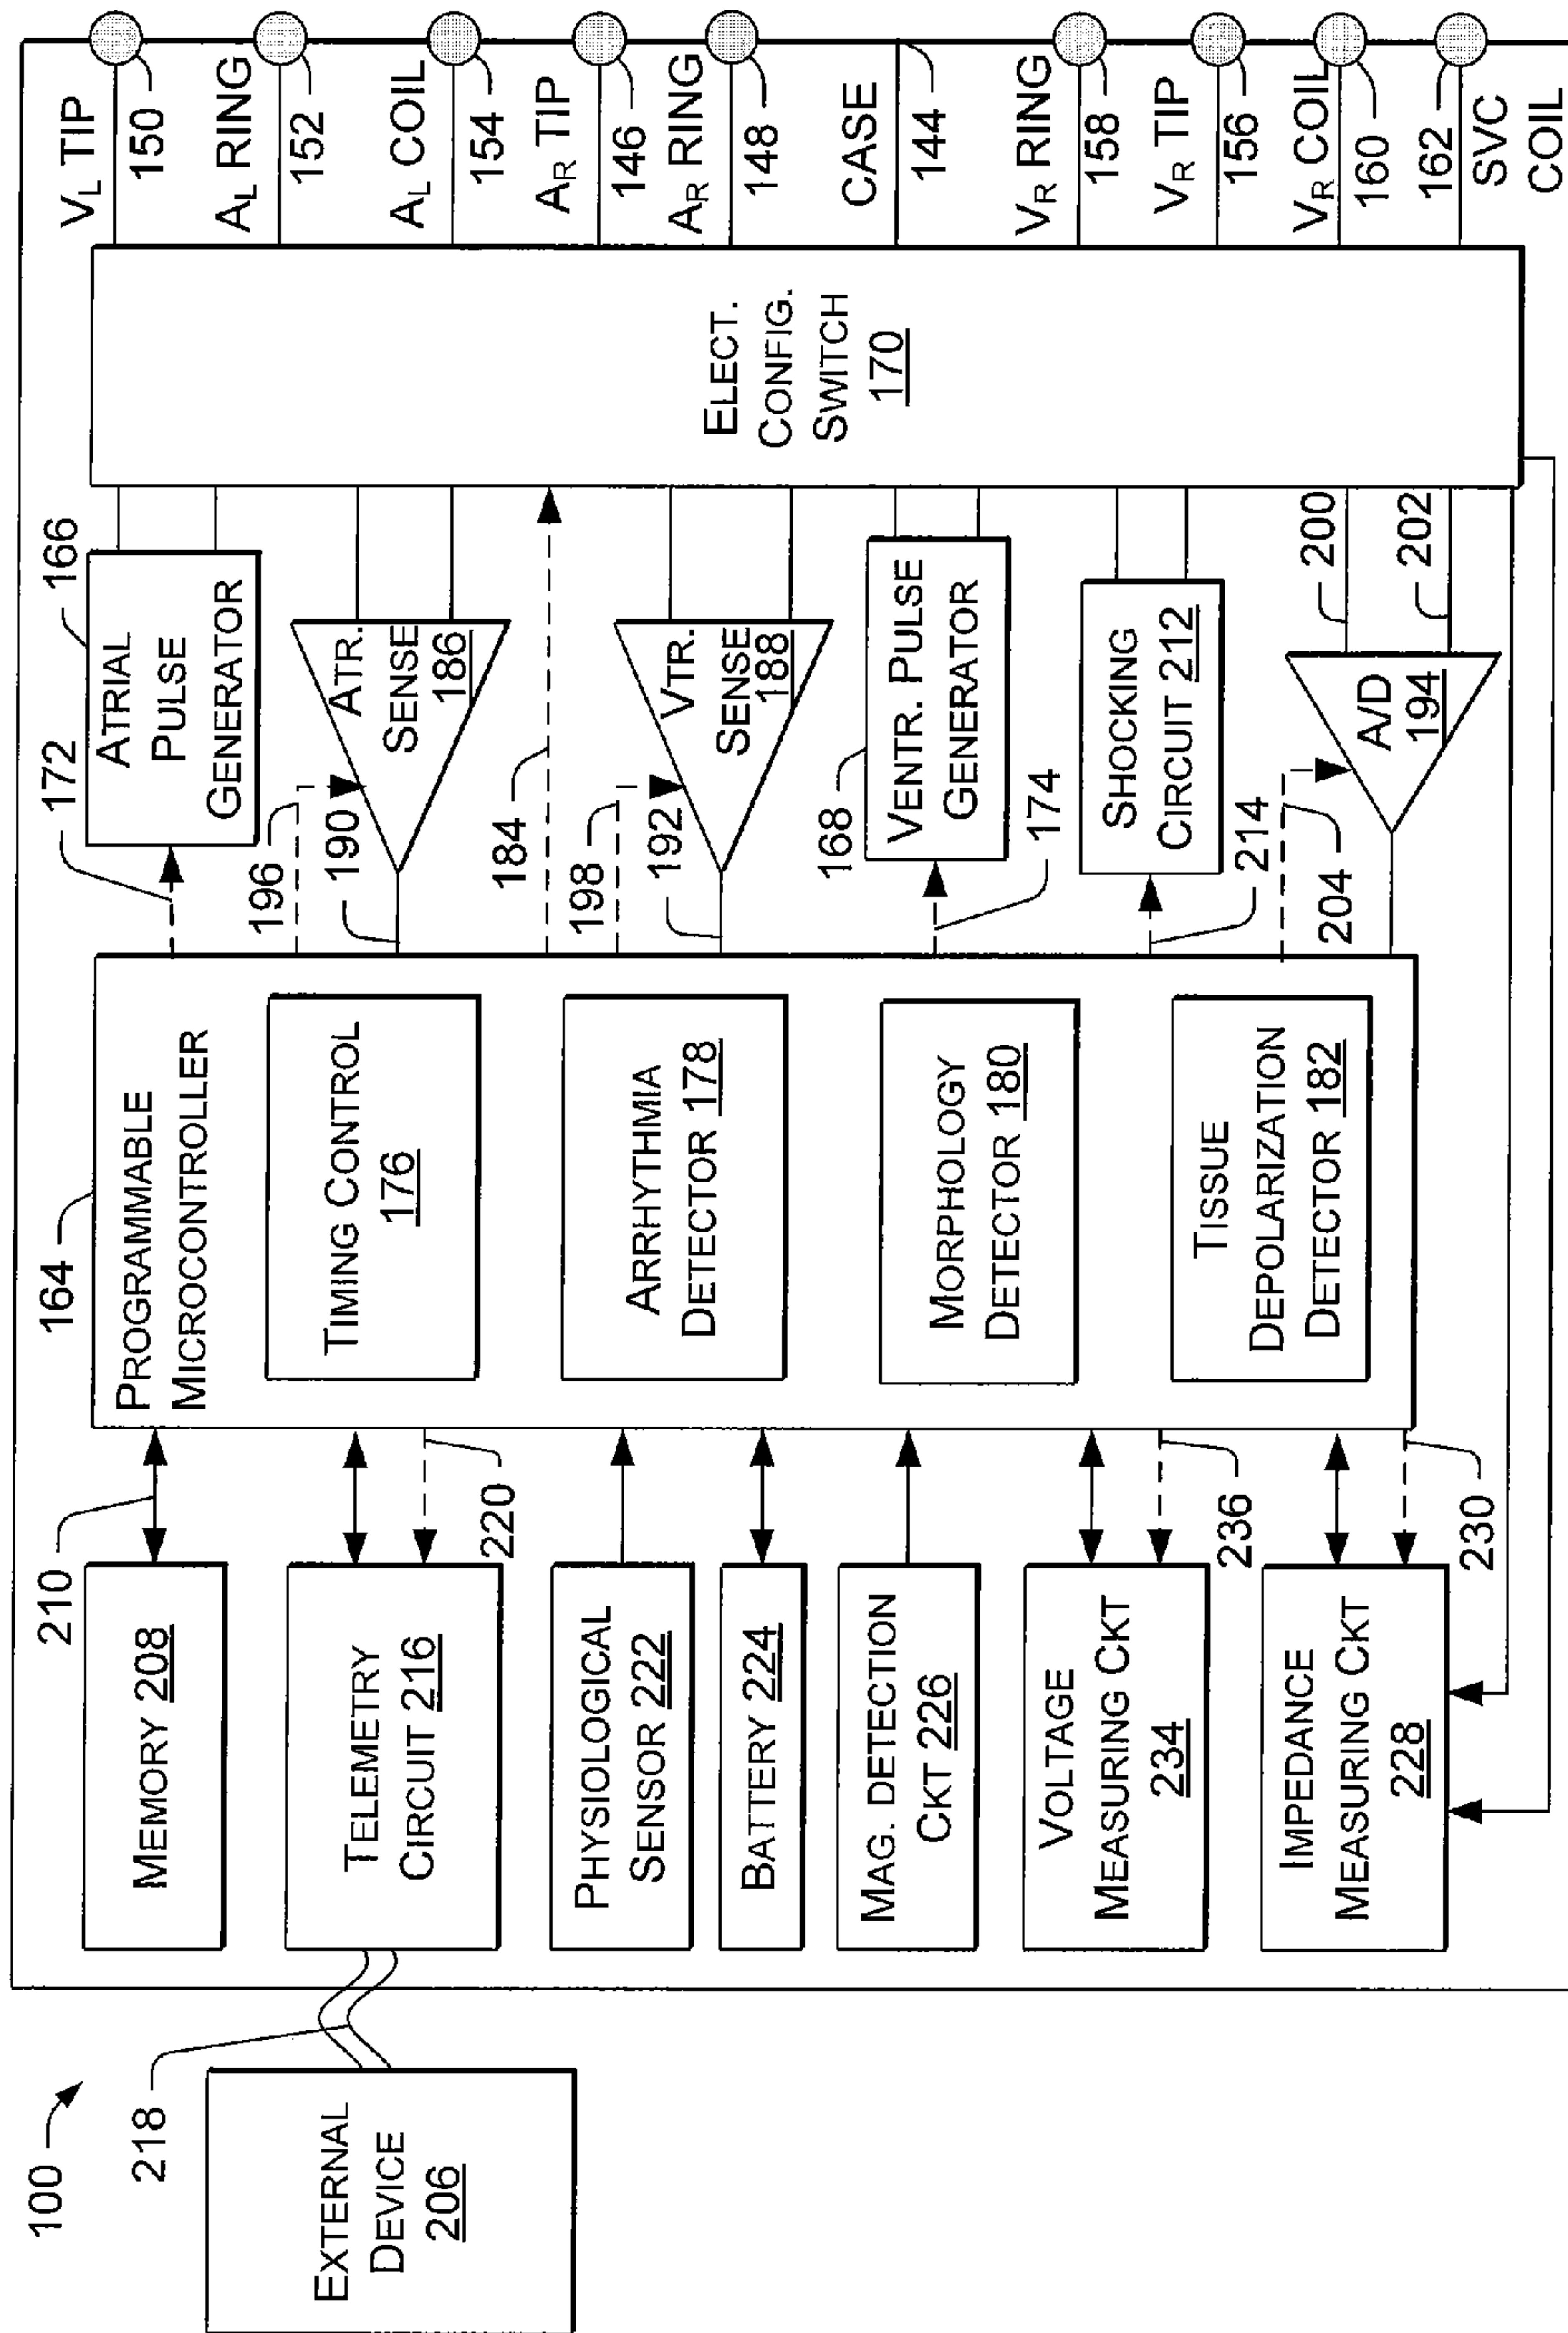 100
EXTERNAL
DEVICE
206
218
MEMORY 208
210
TELEMETRY
CIRCUIT 216
220
PHYSIOLOGICAL
SENSOR 222
BATTERY 224
MAG. DETECTION
CKT 226
VOLTAGE
MEASURING CKT
234
236
IMPEDANCE
MEASURING CKT
228
230
164
PROGRAMMABLE
MICROCONTROLLER
TIMING CONTROL
176
ARRHYTHMIA
DETECTOR 178
MORPHOLOGY
DETECTOR 180
TISSUE
DEPOLARIZATION
DETECTOR 182
172
166
ATRIAL
PULSE
GENERATOR
196
190
ATR.
SENSE
186
184
198
192
VTR.
SENSE
188
168
VENTR. PULSE
GENERATOR
174
SHOCKING
CIRCUIT 212
214
204
A/D
194
200
202
ELECT.
CONFIG.
SWITCH
170
VL TIP
150
AL RING
152
AL COIL
154
AR TIP
146
AR RING
148
CASE
144
VR RING
158
VR TIP
156
VR COIL
160
162
SVC
COIL